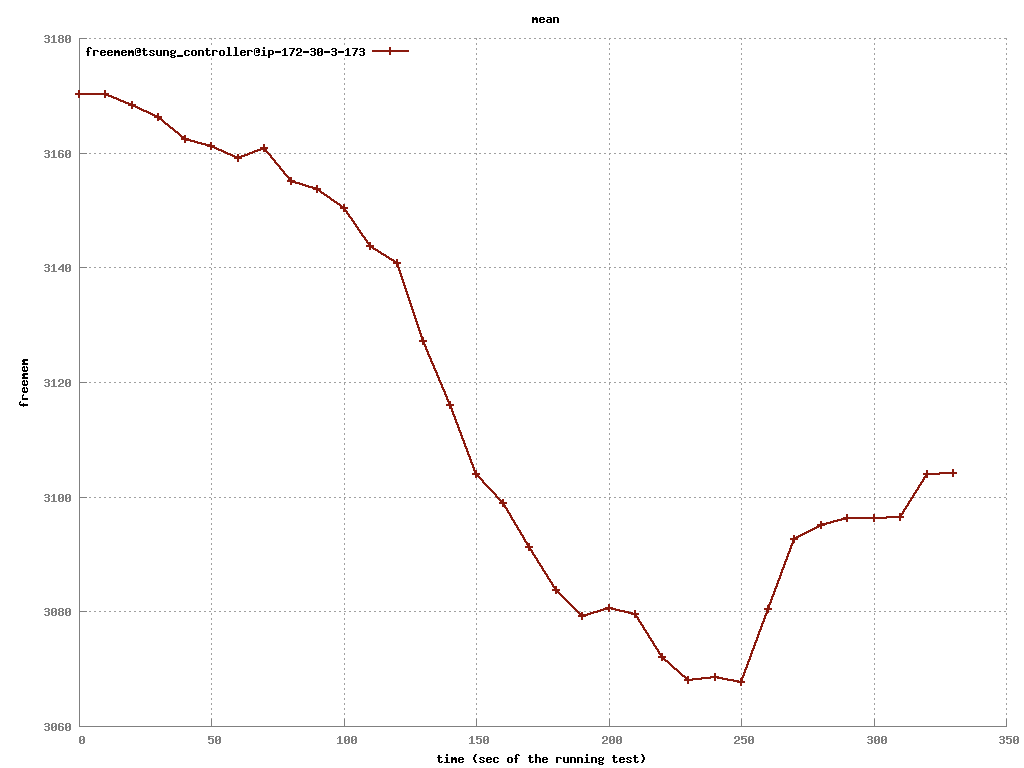 mean
3180
freemem@tsung_controller@ip-172-30-3-173
3160
3140
3120
freemem
3100
3080
3060
0 50 100 150 200 250 300 350
time (sec of the running test)